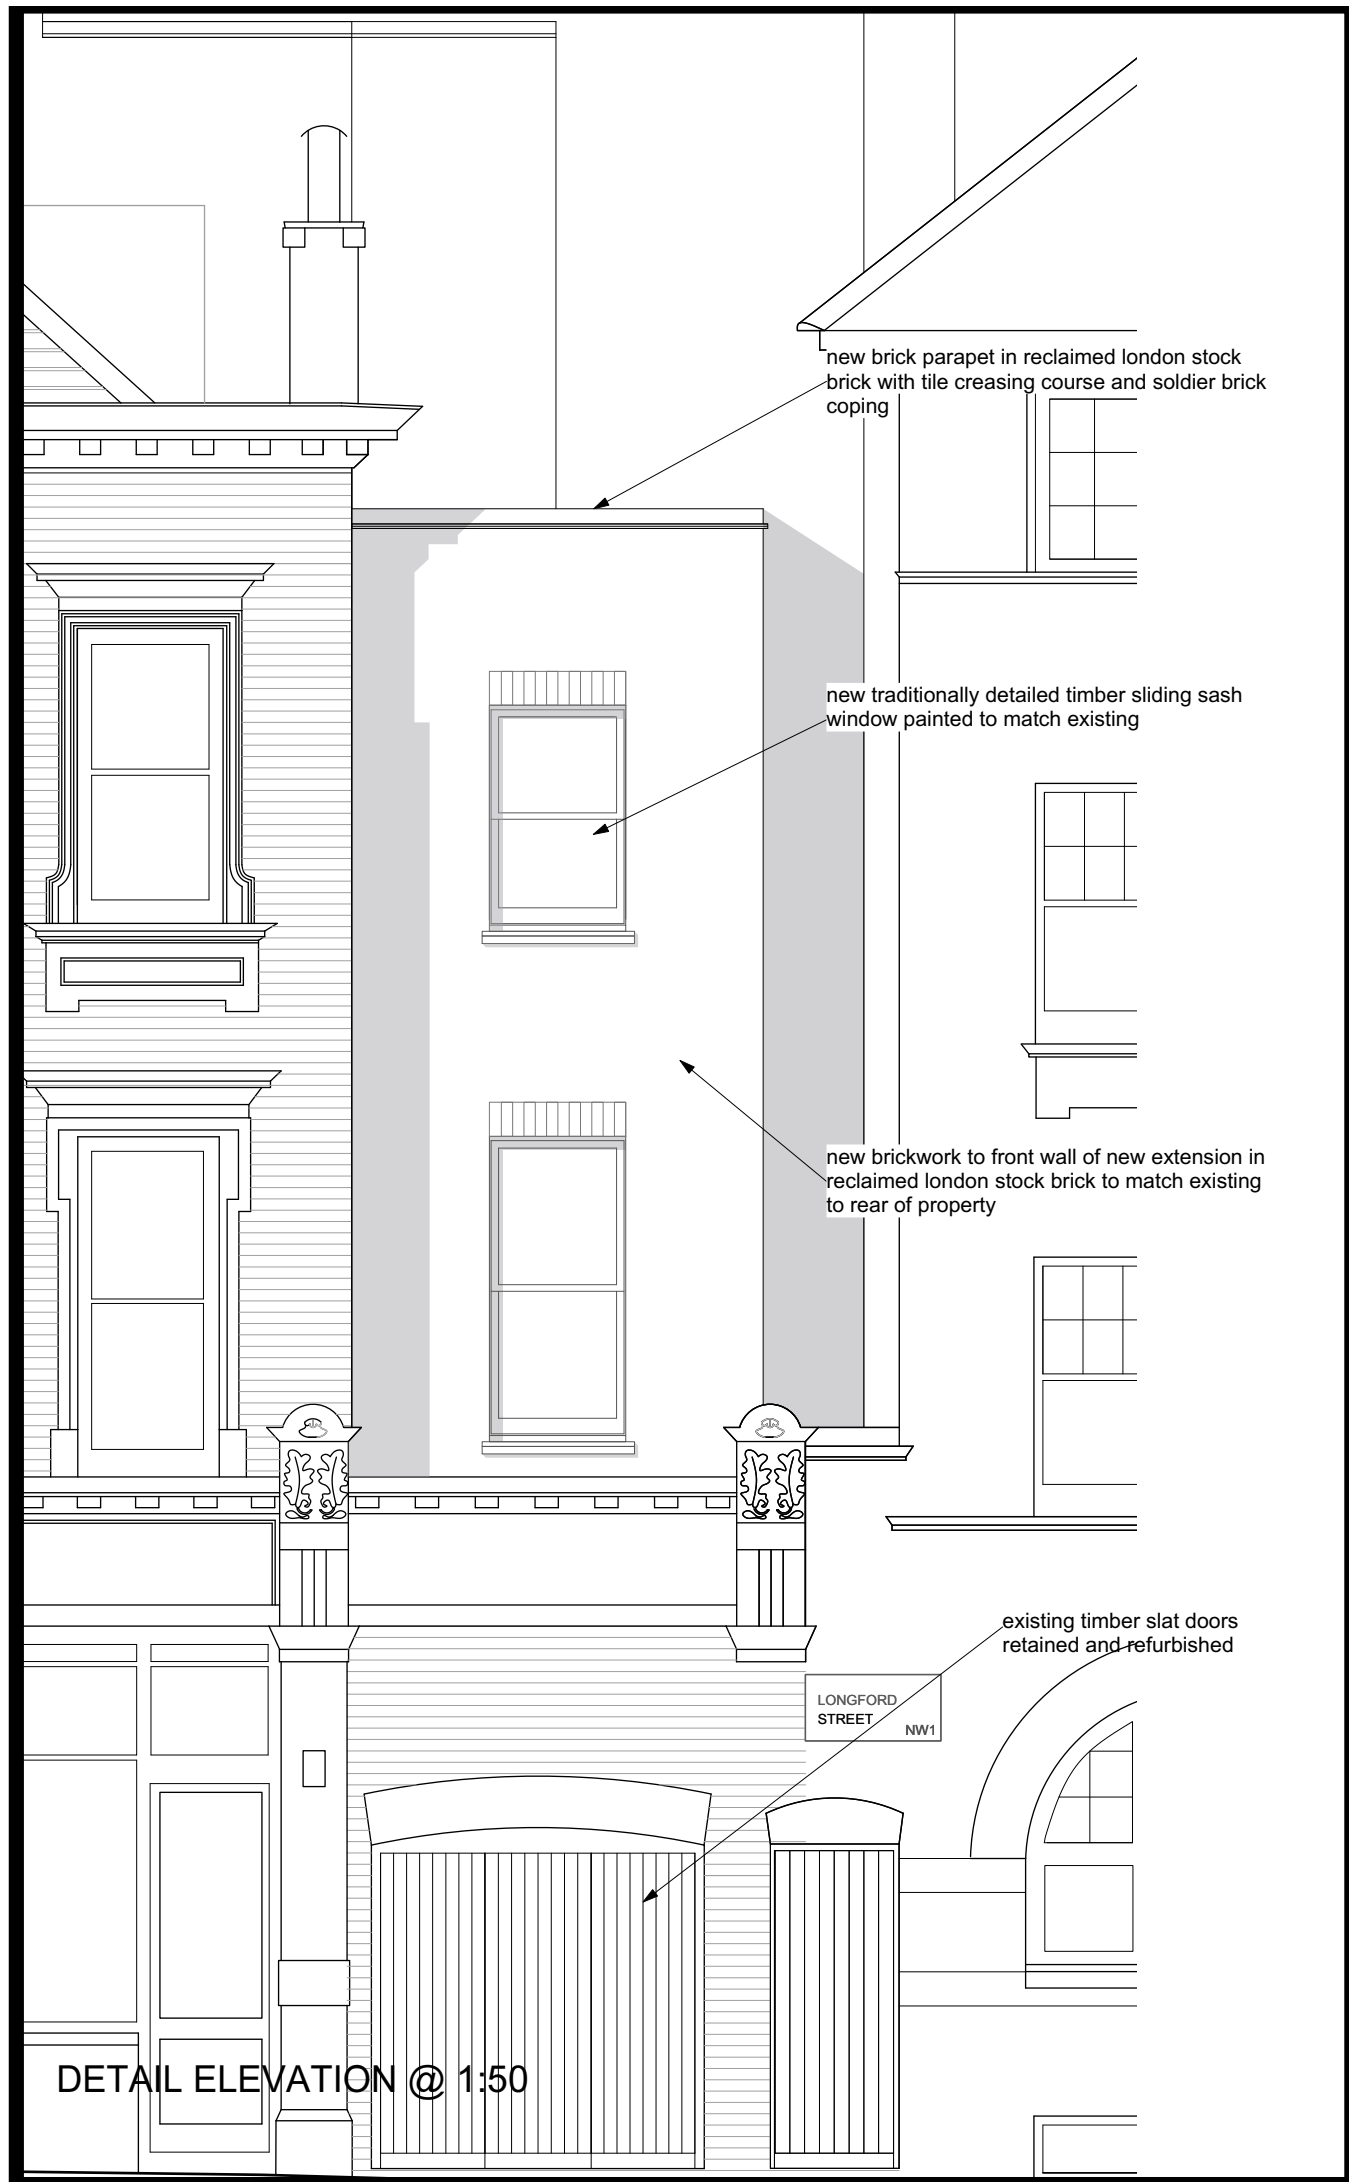 new brick parapet in reclaimed london stock
brick with tile creasing course and soldier brick
coping
new traditionally detailed timber sliding sash
window painted to match existing
new brickwork to front wall of new extension in
reclaimed london stock brick to match existing
to rear of property
existing timber slat doors
retained and refurbished
LONGFORD
STREET
NW1
DETAIL ELEVATION @ 1:50